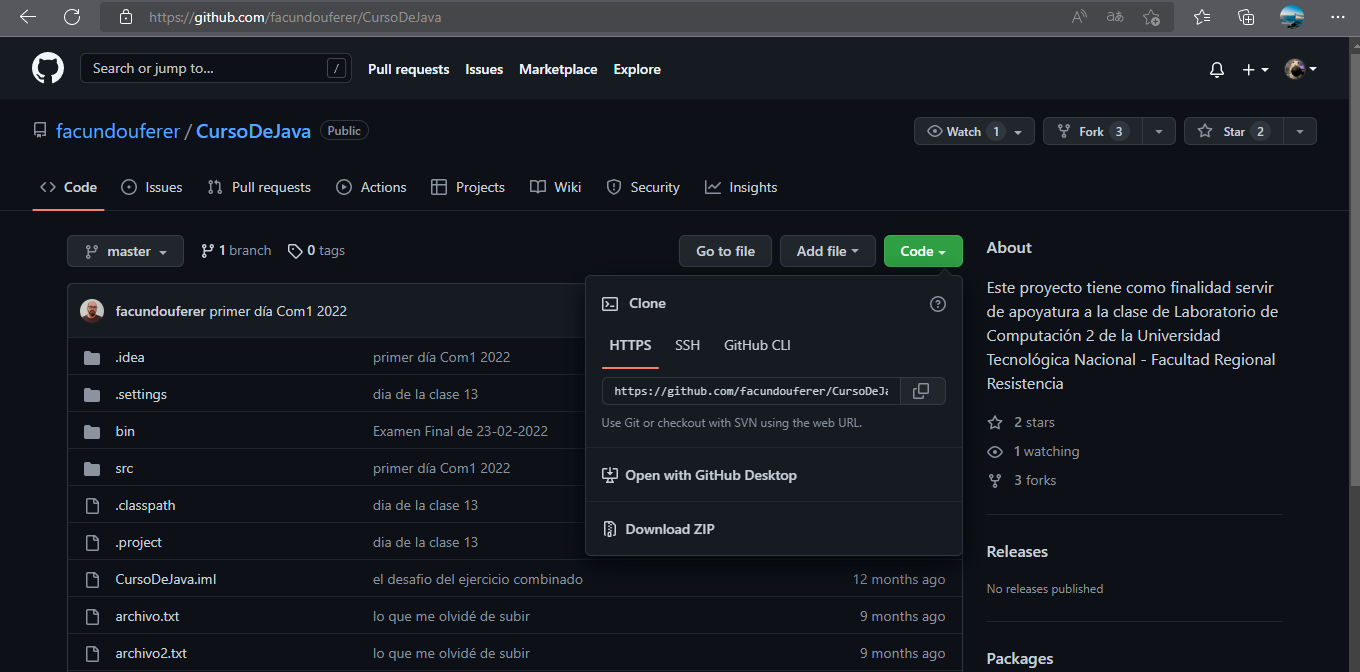 https://github.com/facundouferer/CursoDeJava
Search or jump to... /
Pull requests Issues Marketplace Explore
facundouferer / CursoDeJava Public
Watch 1 Fork 3 Star 2
Code Issues Pull requests Actions Projects Wiki Security Insights
master 1 branch 0 tags
Go to file Add file Code
facundouferer primer día Com1 2022
.idea primer día Com1 2022
.settings dia de la clase 13
bin Examen Final de 23-02-2022
src primer día Com1 2022
.classpath dia de la clase 13
.project dia de la clase 13
CursoDeJava.iml el desafio del ejercicio combinado 12 months ago
archivo.txt lo que me olvidé de subir 9 months ago
archivo2.txt lo que me olvidé de subir 9 months ago
Clone
HTTPS SSH GitHub CLI
https://github.com/facundouferer/CursoDeJa
Use Git or checkout with SVN using the web URL.
Open with GitHub Desktop
Download ZIP
About
Este proyecto tiene como finalidad servir
de apoyatura a la clase de Laboratorio de
Computación 2 de la Universidad
Tecnológica Nacional - Facultad Regional
Resistencia
2 stars
1 watching
3 forks
Releases
No releases published
Packages